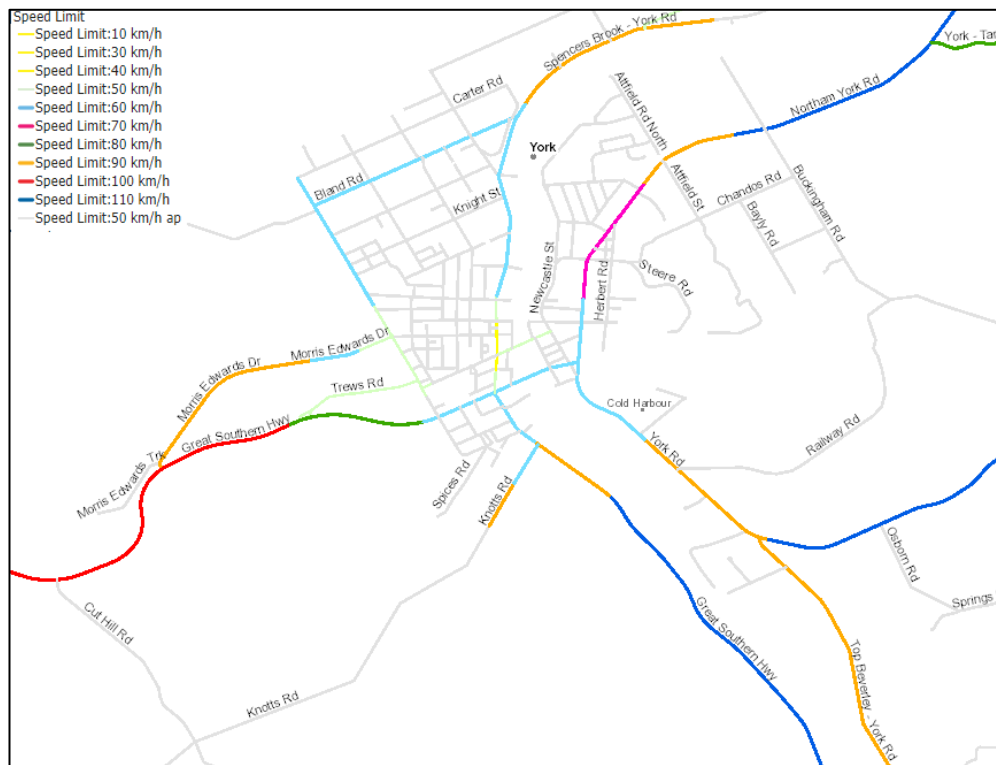 Speed Limit
Speed Limit:10 km/h
Speed Limit:30 km/h
Speed Limit:40 km/h
Speed Limit:50 km/h
Speed Limit:60 km/h
Speed Limit:70 km/h
Speed Limit:80 km/h
Speed Limit:90 km/h
Speed Limit:100 km/h
Speed Limit:110 km/h
Speed Limit:50 km/h ap
Spencers Brook - York Rd
York - Tar
Carter Rd
Attfield Rd North
Northam York Rd
York
Bland Rd
Knight St
Attfield St
Chandos Rd
Bayly Rd
Buckingham Rd
Newcastle St
Herbert Rd
Steere Rd
Morris Edwards Dr
Morris Edwards Dr
Trews Rd
Great Southern Hwy
Cold Harbour
York Rd
Railway Rd
Morris Edwards Trk
Spices Rd
Knotts Rd
Osborn Rd
Springs
Cut Hill Rd
Great Southern Hwy
Top Beverley - York Rd
Knotts Rd